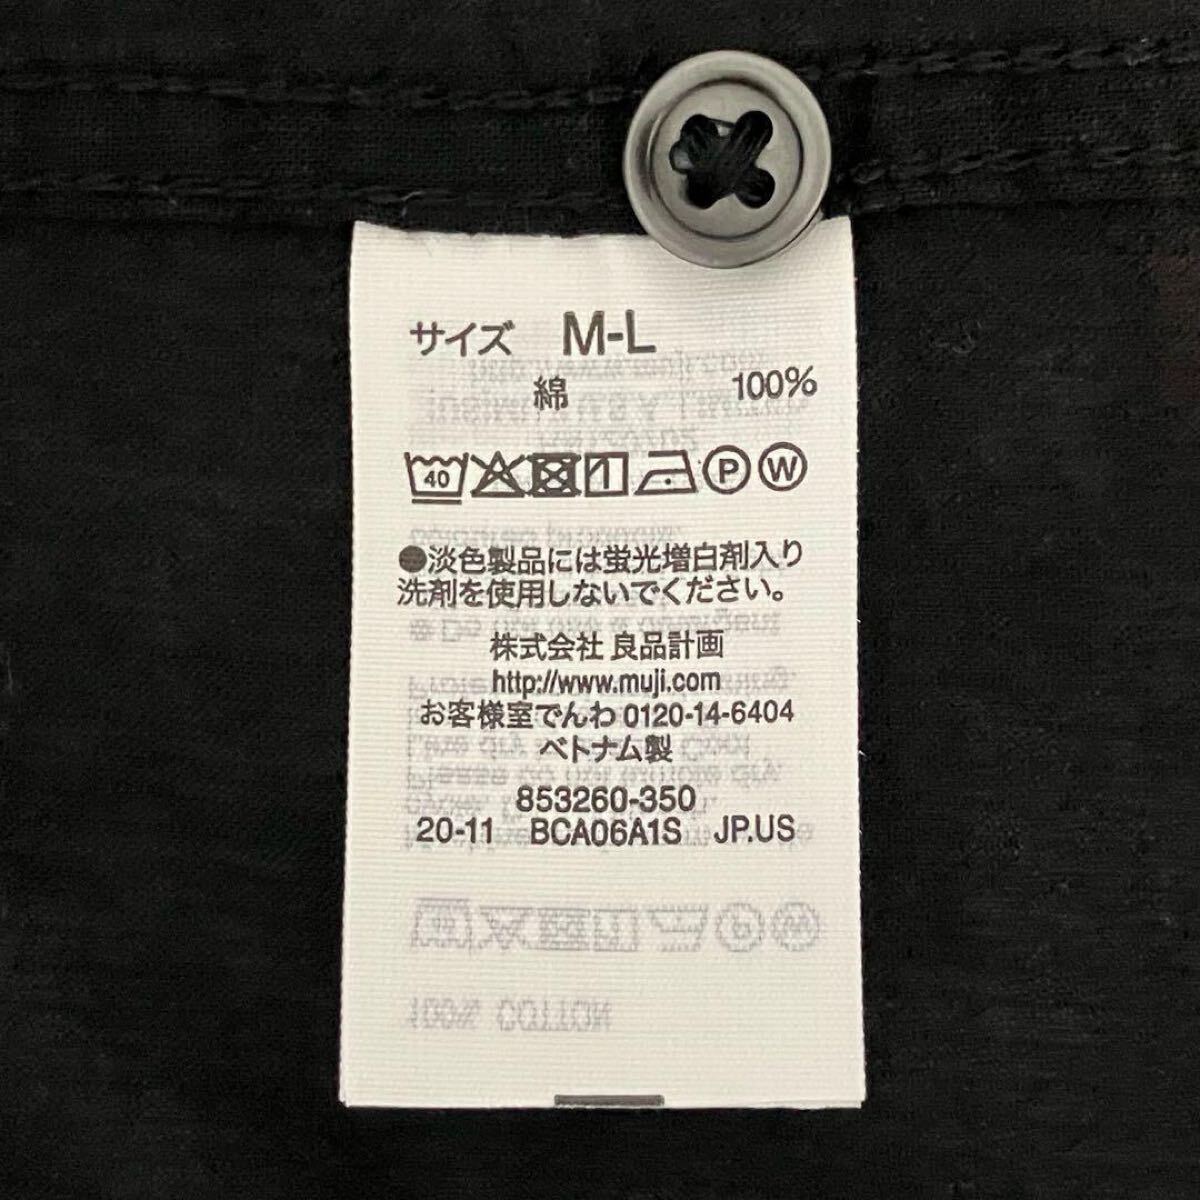 サイズ M-L
綿 100%
40 P W
●淡色製品には蛍光増白剤入り
洗剤を使用しないでください。
株式会社 良品計画
http://www.muji.com
お客様室でんわ 0120-14-6404
ベトナム製
853260-350
20-11 BCA06A1S JP.US
100% COTTON